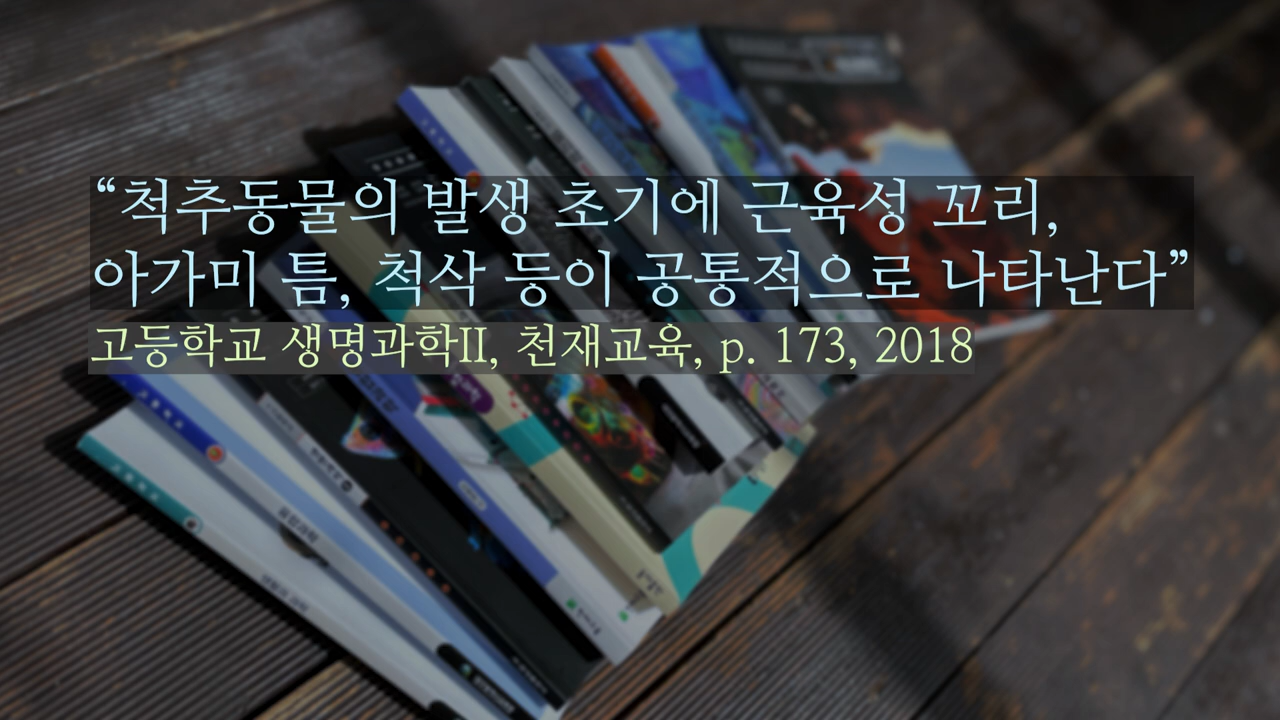 “척추동물의 발생 초기에 근육성 꼬리,
아가미 틈, 척삭 등이 공통적으로 나타난다”
고등학교 생명과학II, 천재교육, p. 173, 2018